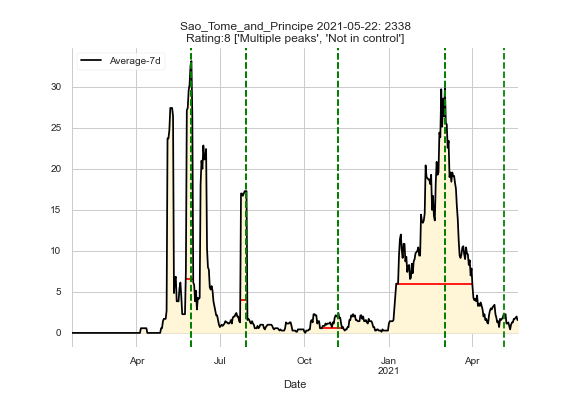 Sao_Tome_and_Principe 2021-05-22: 2338
Rating:8 ['Multiple peaks', 'Not in control']
Average-7d
30
25
20
15
10
5
0
Apr
Jul
Oct
Jan
2021
Apr
Date